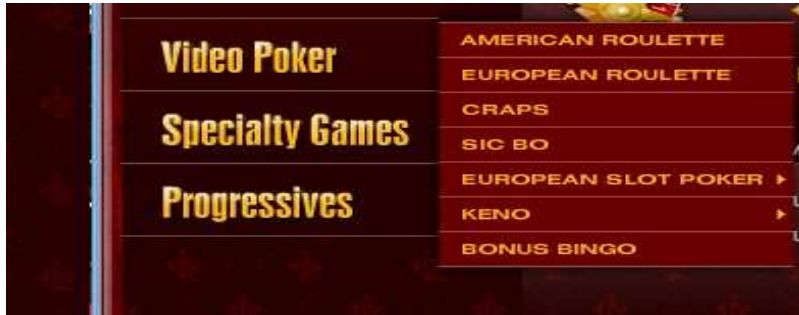 Video Poker
Specialty Games
Progressives
AMERICAN ROULETTE
EUROPEAN ROULETTE
CRAPS
SIC BO
EUROPEAN SLOT POKER
KENO
BONUS BINGO